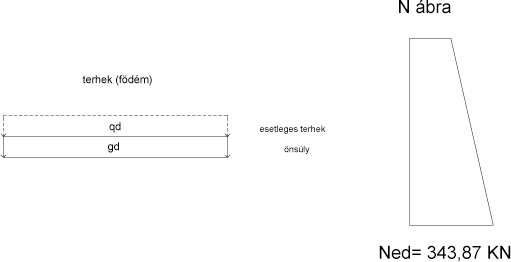 N ábra
terhek (födém)
qd
esetleges terhek
gd
önsúly
Ned= 343,87 KN